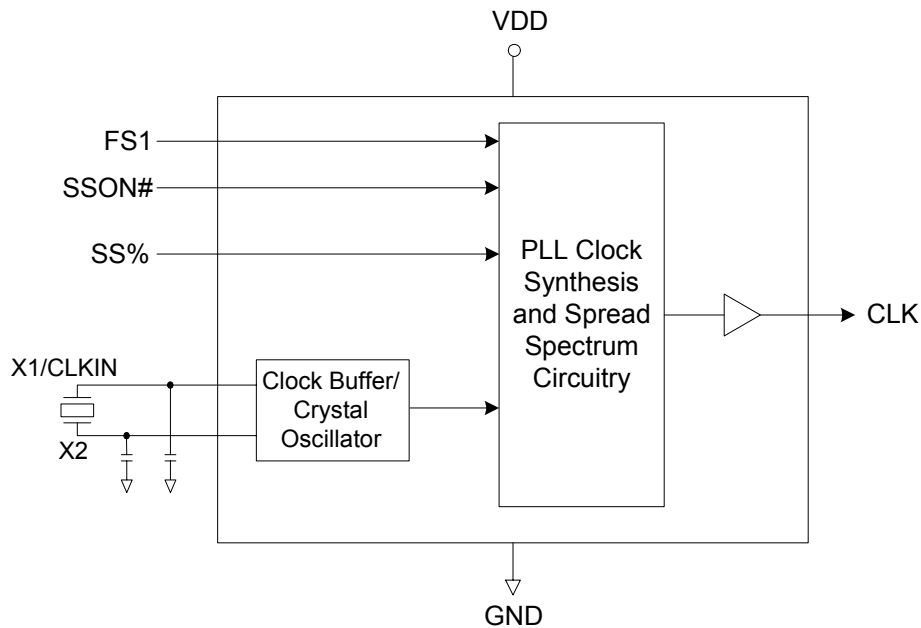 VDD
FS1
SSON#
SS%
PLL Clock
Synthesis
and Spread
Spectrum
Circuitry
CLK
X1/CLKIN
Clock Buffer/
Crystal
Oscillator
X2
GND